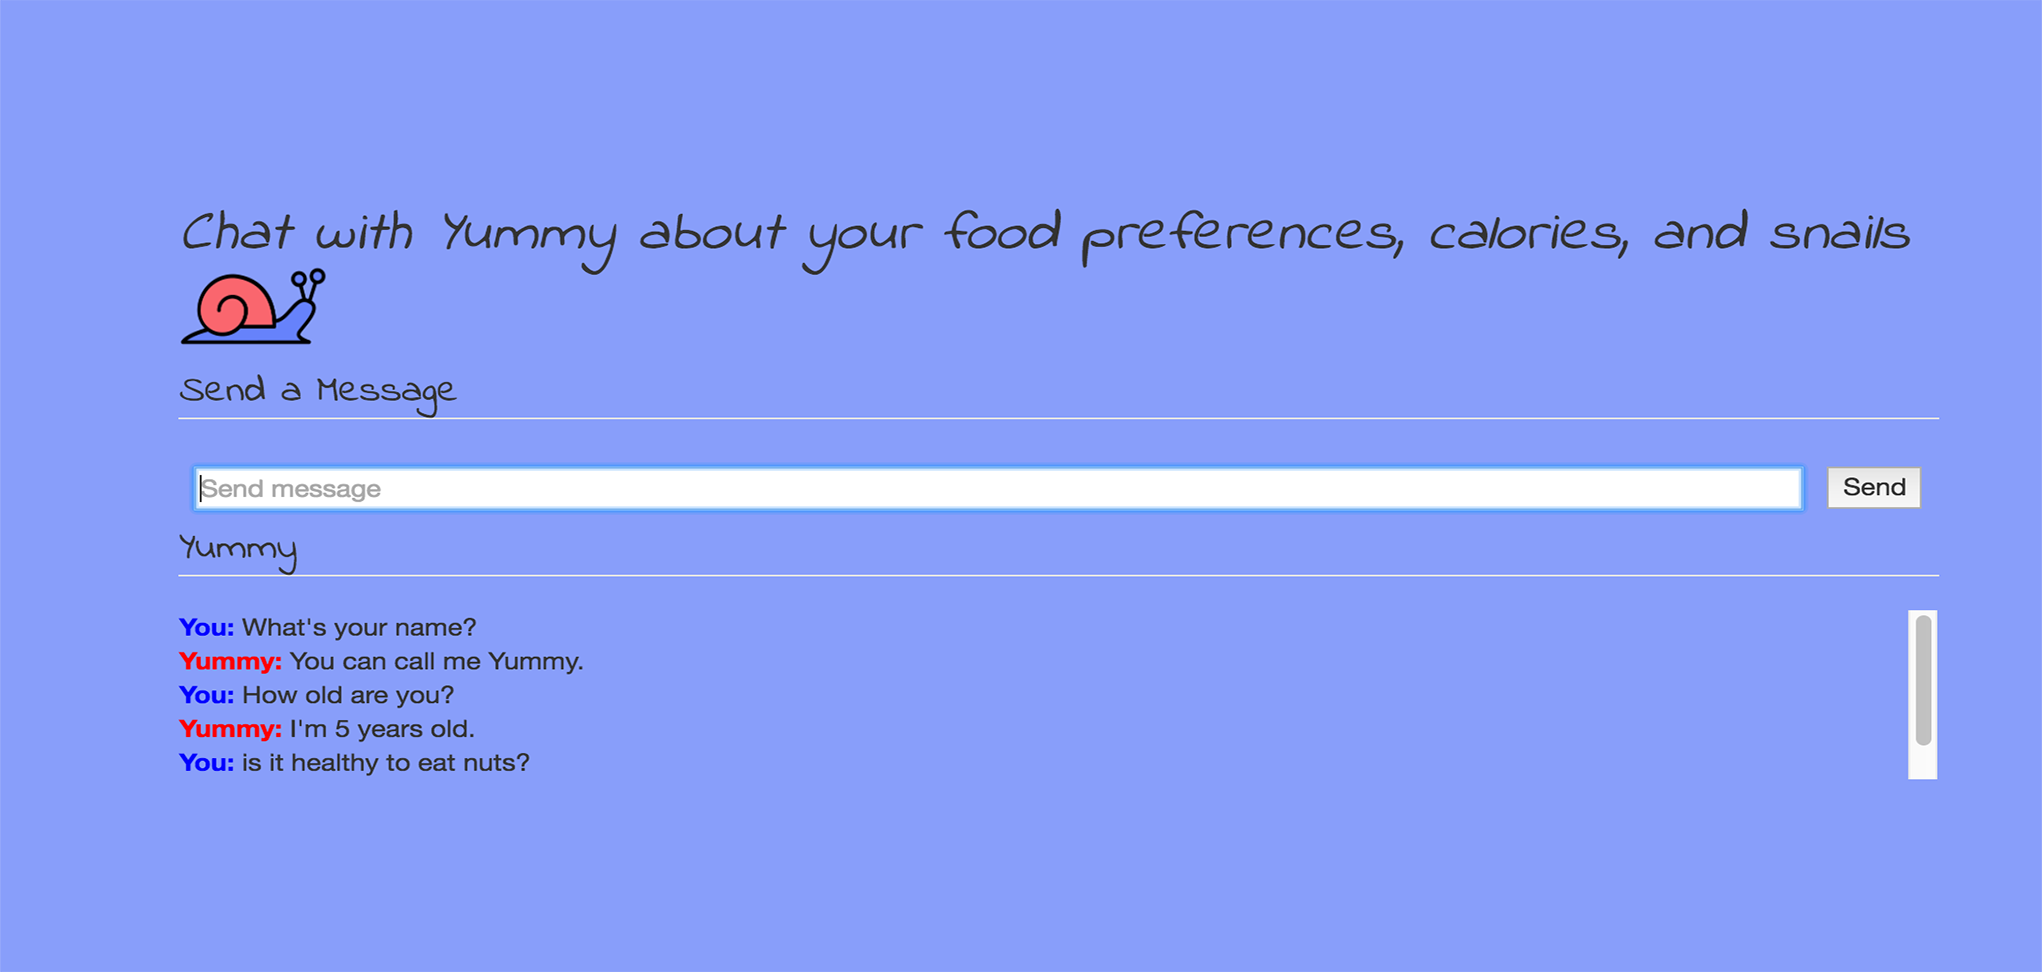 Chat with Yummy about your food preferences, calories, and snails
Send a Message
Send message
Send
Yummy
You: What's your name?
Yummy: You can call me Yummy.
You: How old are you?
Yummy: I'm 5 years old.
You: is it healthy to eat nuts?